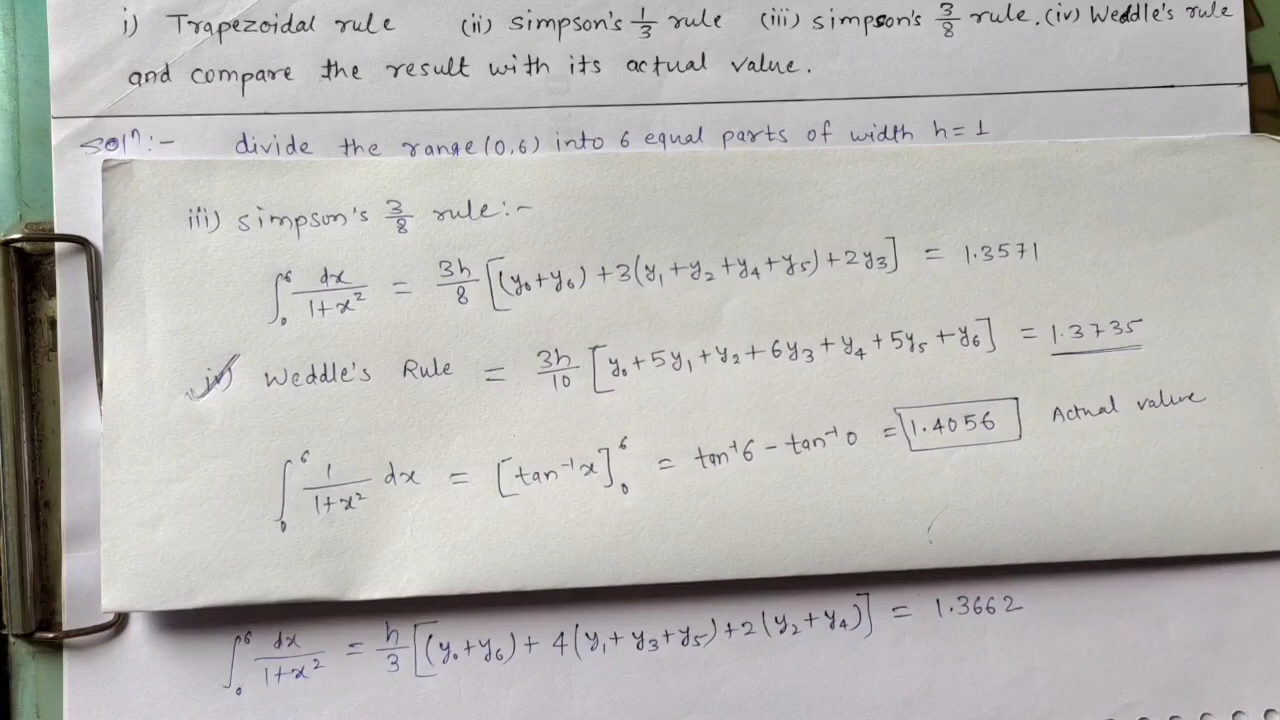 i) Trapezoidal rule (ii) simpson's 1/3 rule (iii) simpson's 3/8 rule, (iv) Weddle's rule
and compare the result with its actual value.
Solⁿ:- divide the range (0,6) into 6 equal parts of width h=1
iii) simpson's 3/8 rule:-
∫₀⁶ dx/(1+x²) = 3h/8 [(y₀+y₆)+3(y₁+y₂+y₄+y₅)+2y₃] = 1.3571
iv) Weddle's Rule = 3h/10 [y₀+5y₁+y₂+6y₃+y₄+5y₅+y₆] = 1.3735
∫₀⁶ 1/(1+x²) dx = [tan⁻¹x]₀⁶ = tan⁻¹6 - tan⁻¹0 = 1.4056 Actual value
∫₀⁶ dx/(1+x²) = h/3 [(y₀+y₆)+4(y₁+y₃+y₅)+2(y₂+y₄)] = 1.3662